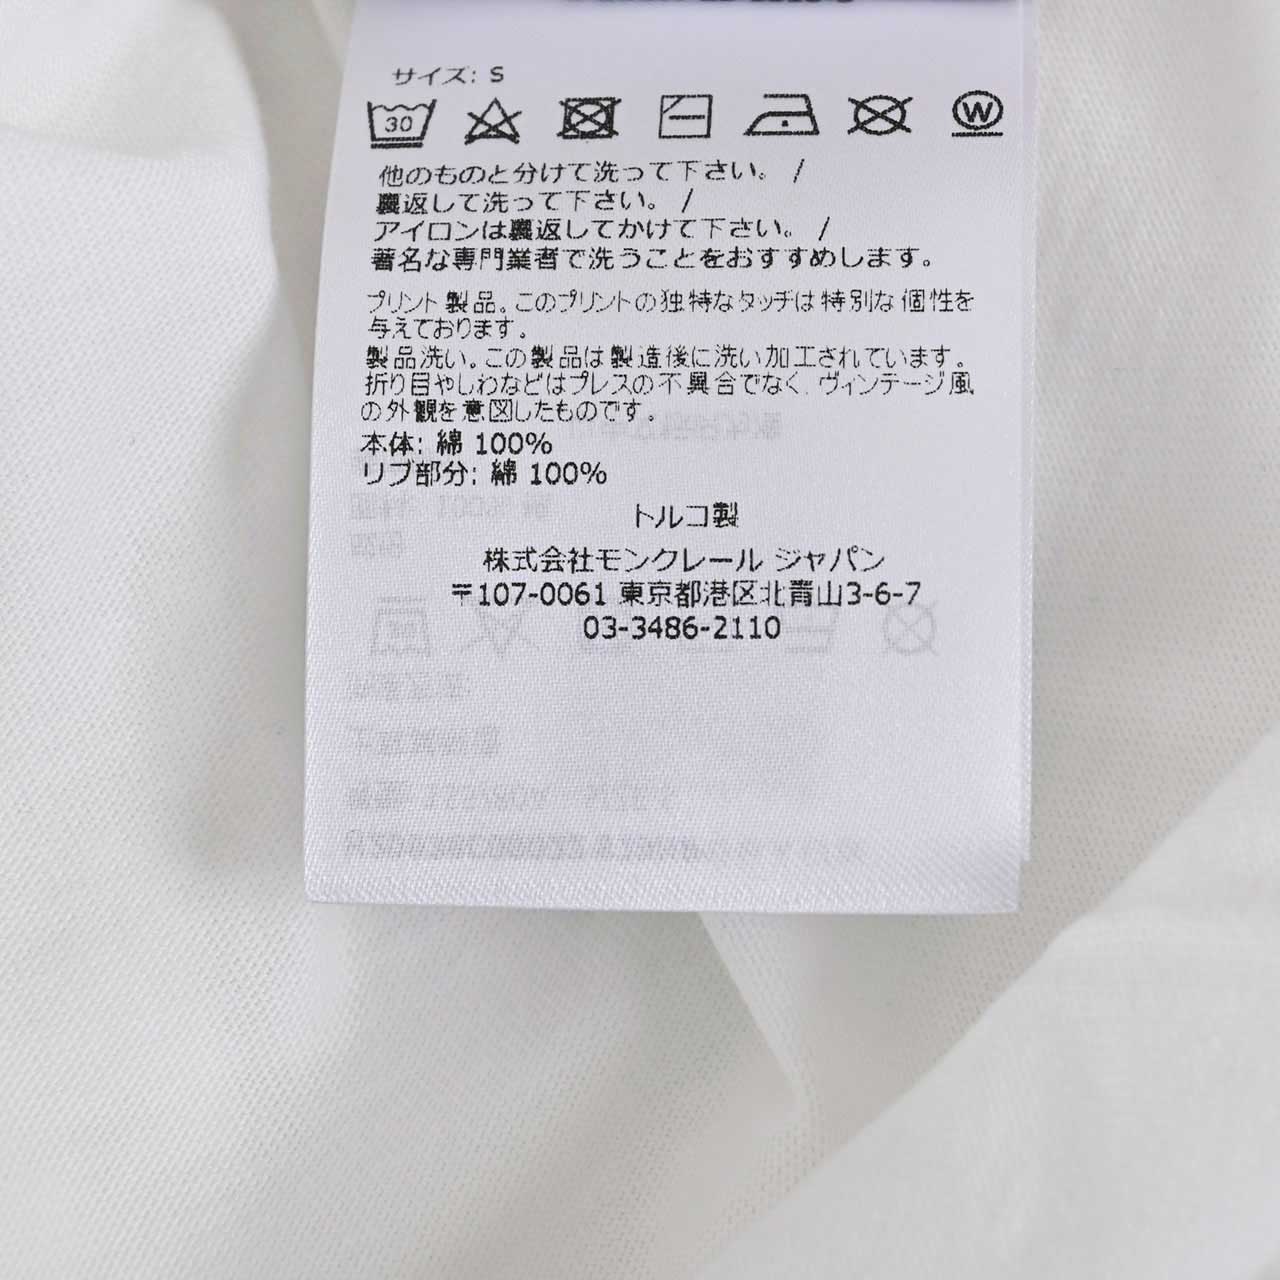 サイズ: S
30
W
他のものと分けて洗って下さい。 /
裏返して洗って下さい。 /
アイロンは裏返してかけて下さい。 /
著名な専門業者で洗うことをおすすめします。
プリント製品。このプリントの独特なタッチは特別な個性を
与えております。
製品洗い。この製品は製造後に洗い加工されています。
折り目やしわなどはプレスの不具合でなく、ヴィンテージ風
の外観を意図したものです。
本体: 綿 100%
リブ部分: 綿 100%
トルコ製
株式会社モンクレール ジャパン
〒107-0061 東京都港区北青山3-6-7
03-3486-2110